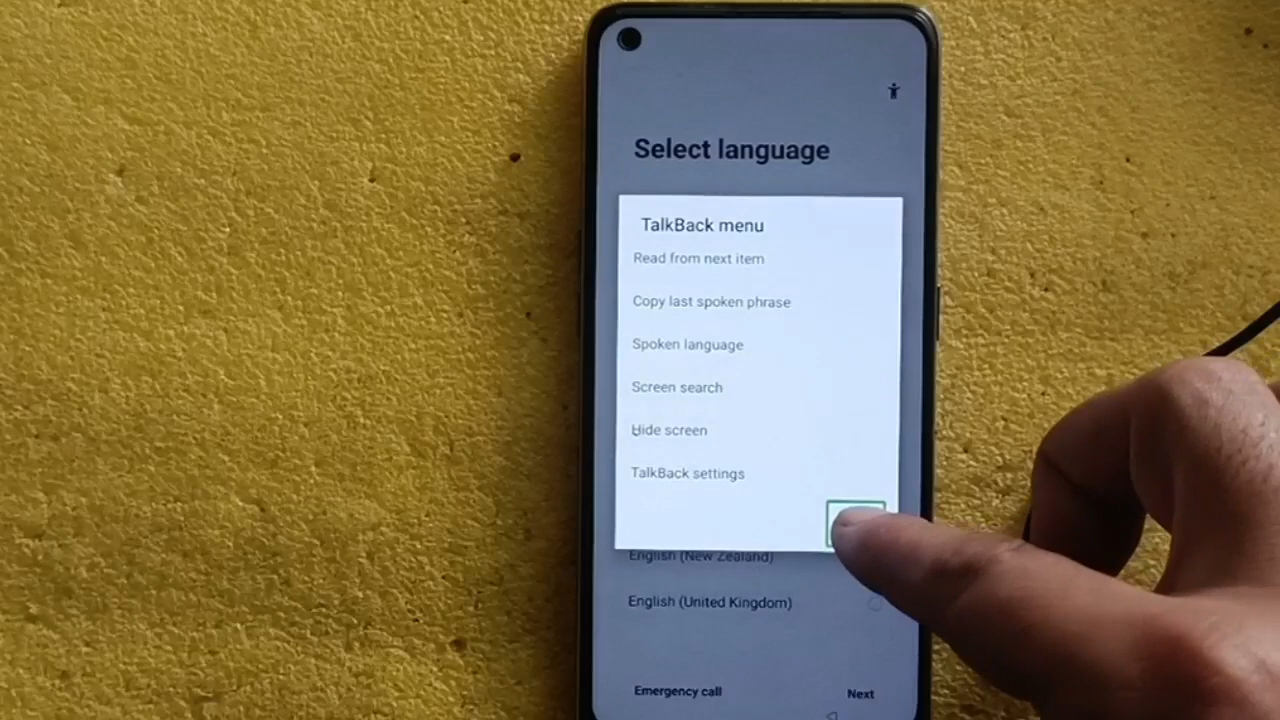 Select language
TalkBack menu
Read from next item
Copy last spoken phrase
Spoken language
Screen search
Hide screen
TalkBack settings
English (New Zealand)
English (United Kingdom)
Emergency call
Next